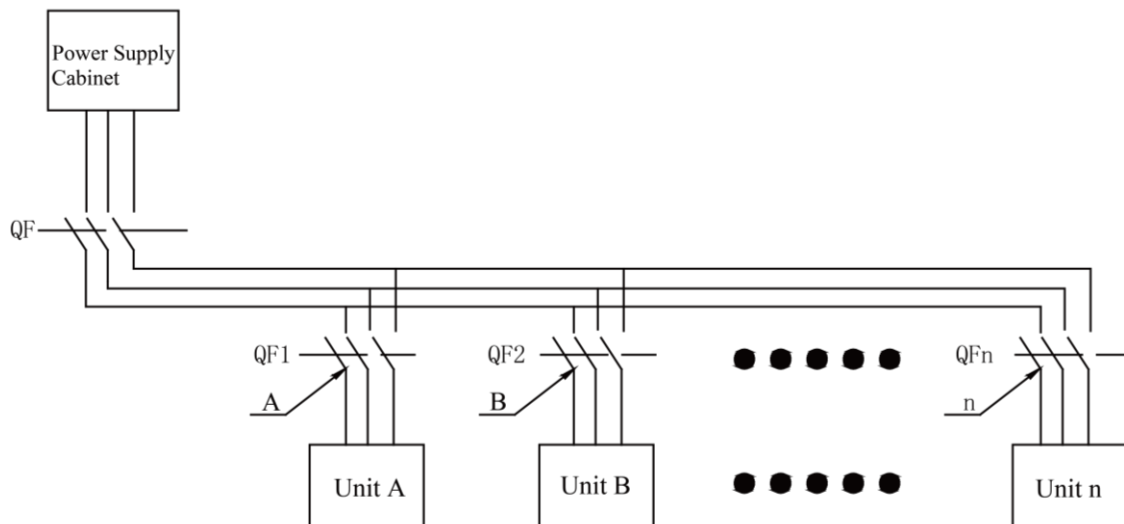 Power Supply
Cabinet
QF
QF1
QF2
QFn
A
B
n
Unit A
Unit B
Unit n